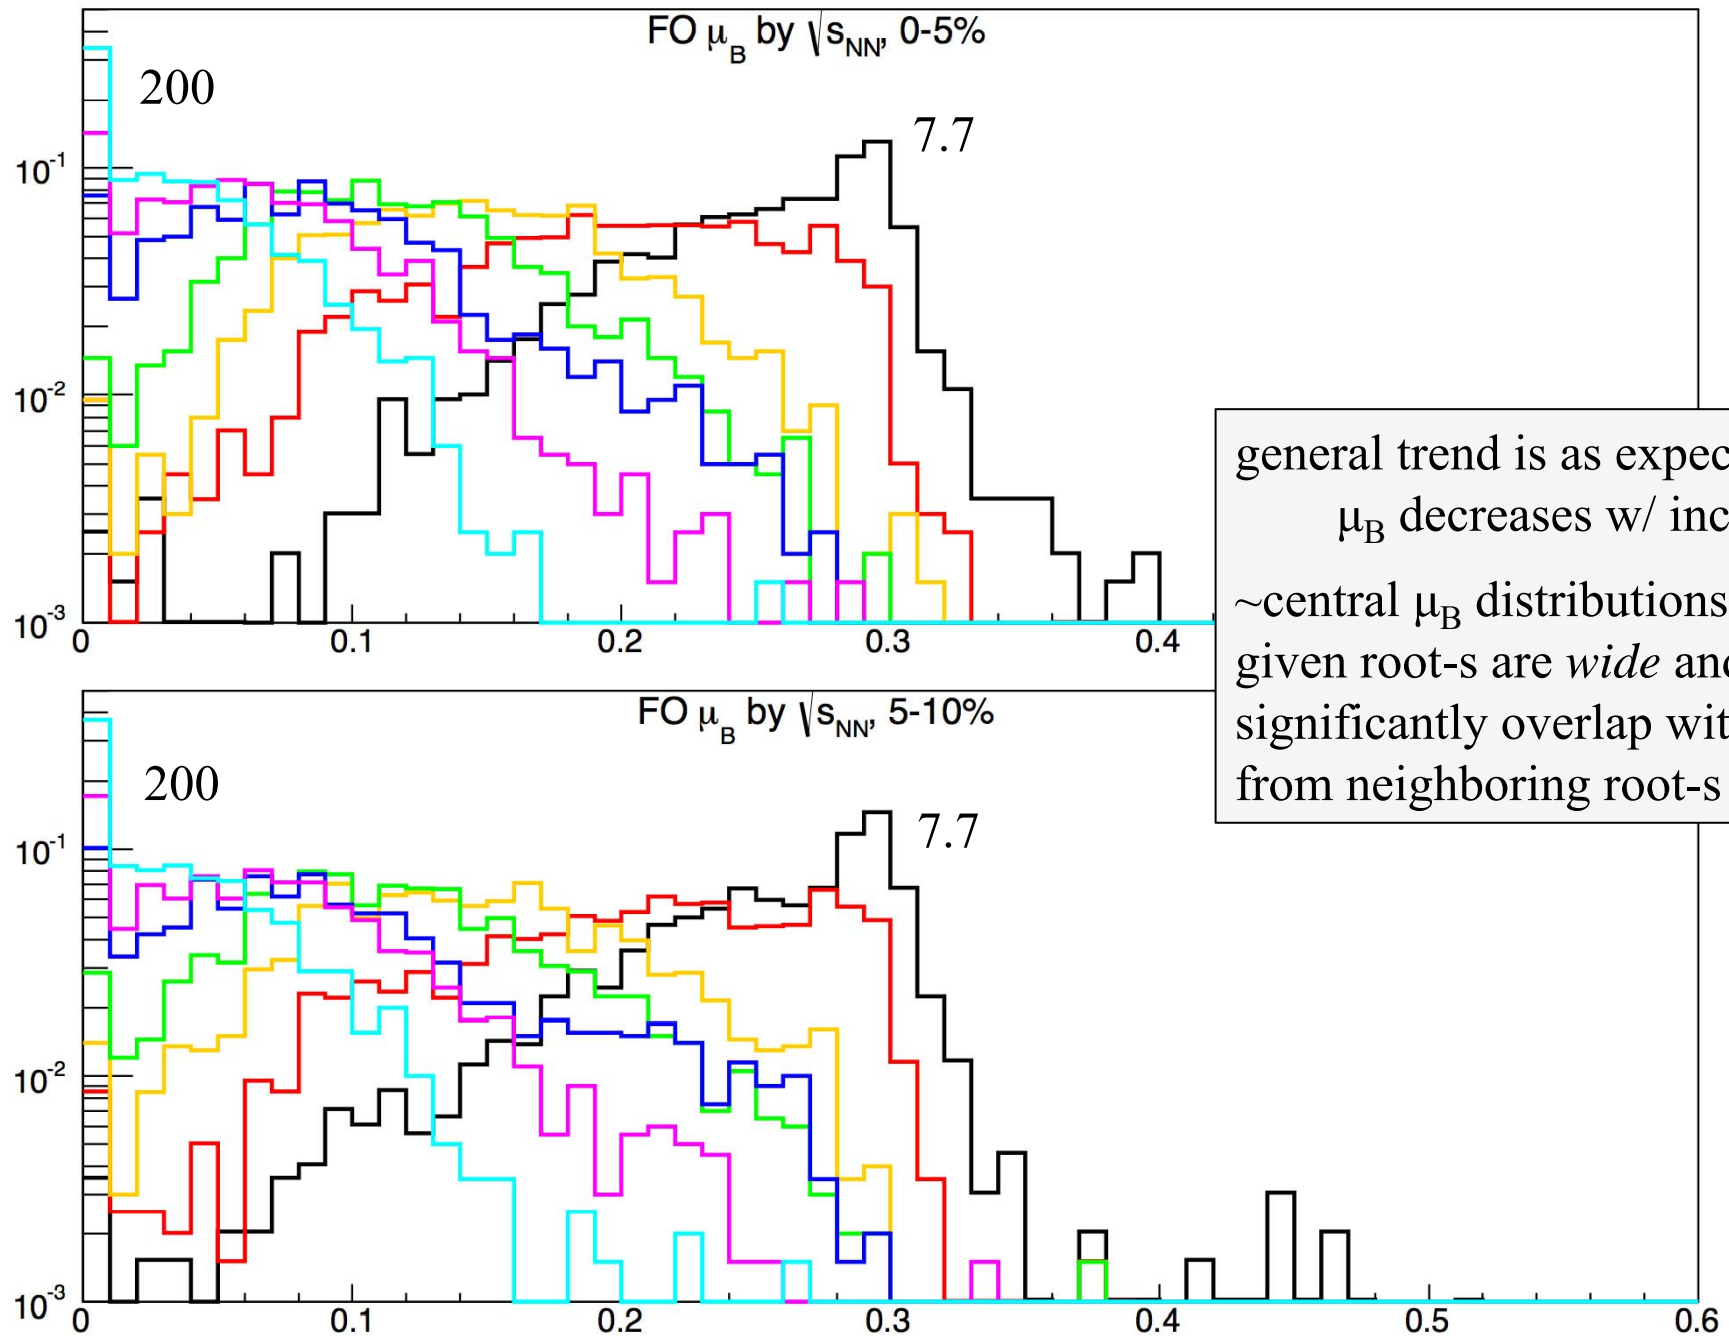 FO μB by √sNN, 0-5%
200
7.7
10-1
10-2
10-3
0 0.1 0.2 0.3 0.4
general trend is as expec
μB decreases w/ inc
~central μB distributions
given root-s are wide and
significantly overlap wit
from neighboring root-s
FO μB by √sNN, 5-10%
200
7.7
10-1
10-2
10-3
0 0.1 0.2 0.3 0.4 0.5 0.6